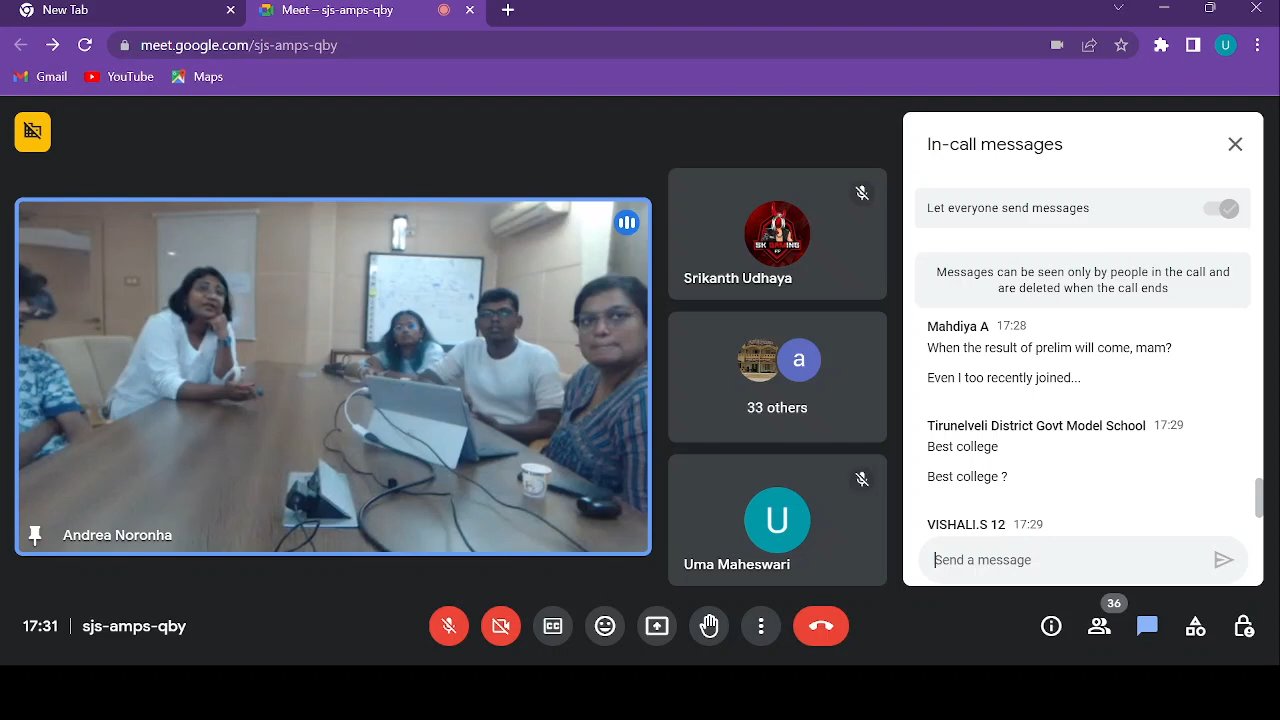 New Tab
Meet – sjs-amps-qby
meet.google.com/sjs-amps-qby
U
Gmail
YouTube
Maps
Andrea Noronha
SK GAMING
Srikanth Udhaya
a
33 others
U
Uma Maheswari
In-call messages
Let everyone send messages
Messages can be seen only by people in the call and
are deleted when the call ends
Mahdiya A 17:28
When the result of prelim will come, mam?
Even I too recently joined...
Tirunelveli District Govt Model School 17:29
Best college
Best college ?
VISHALI.S 12 17:29
Send a message
17:31 | sjs-amps-qby
CC
36